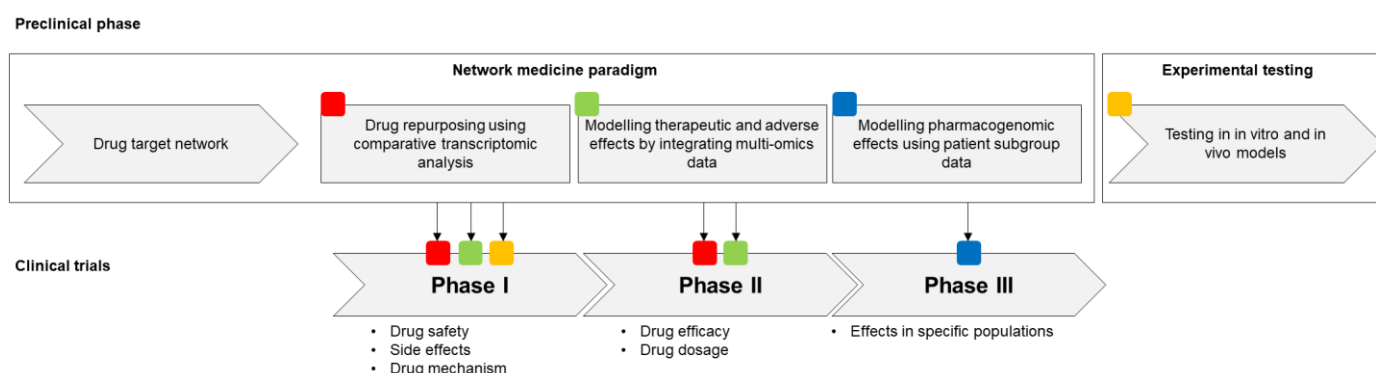 Preclinical phase
Network medicine paradigm
Experimental testing
Drug target network
Drug repurposing using
comparative transcriptomic
analysis
Modelling therapeutic and adverse
effects by integrating multi-omics
data
Modelling pharmacogenomic
effects using patient subgroup
data
Testing in in vitro and in
vivo models
Clinical trials
Phase I
Phase II
Phase III
• Drug safety
• Side effects
• Drug mechanism
• Drug efficacy
• Drug dosage
• Effects in specific populations